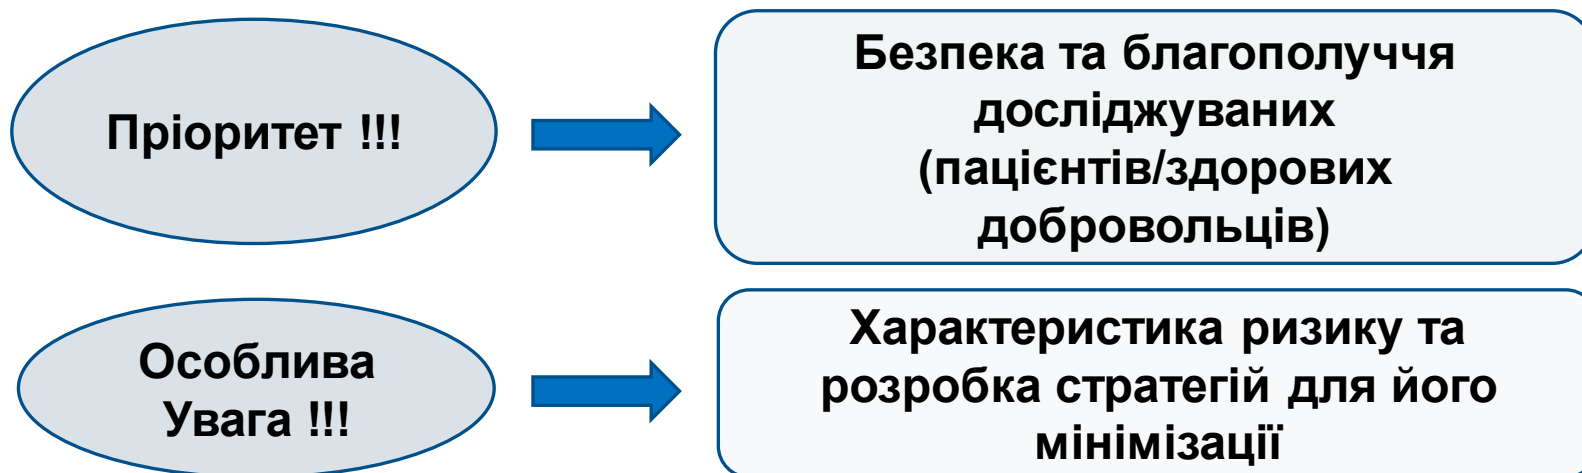 Пріоритет !!!
Безпека та благополуччя
досліджуваних
(пацієнтів/здорових
добровольців)
Особлива
Увага !!!
Характеристика ризику та
розробка стратегій для його
мінімізації